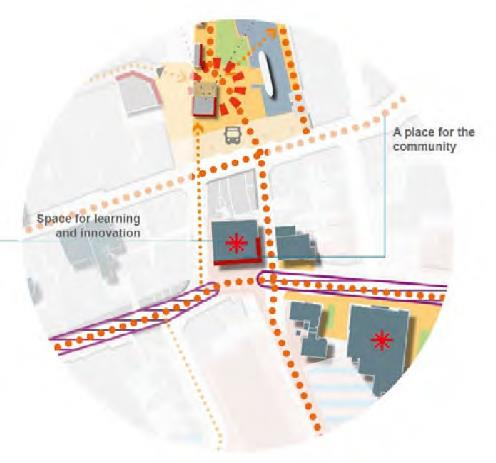 A place for the
community
Space for learning
and innovation